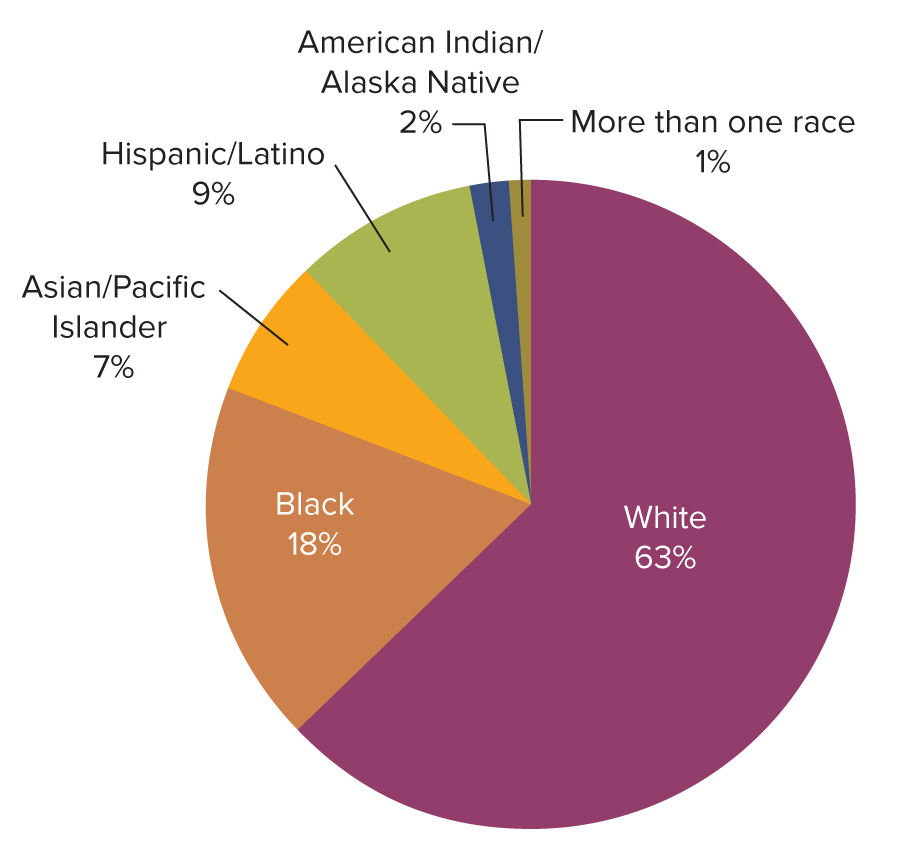 American Indian/
Alaska Native
2%
More than one race
1%
Hispanic/Latino
9%
Asian/Pacific
Islander
7%
Black
18%
White
63%